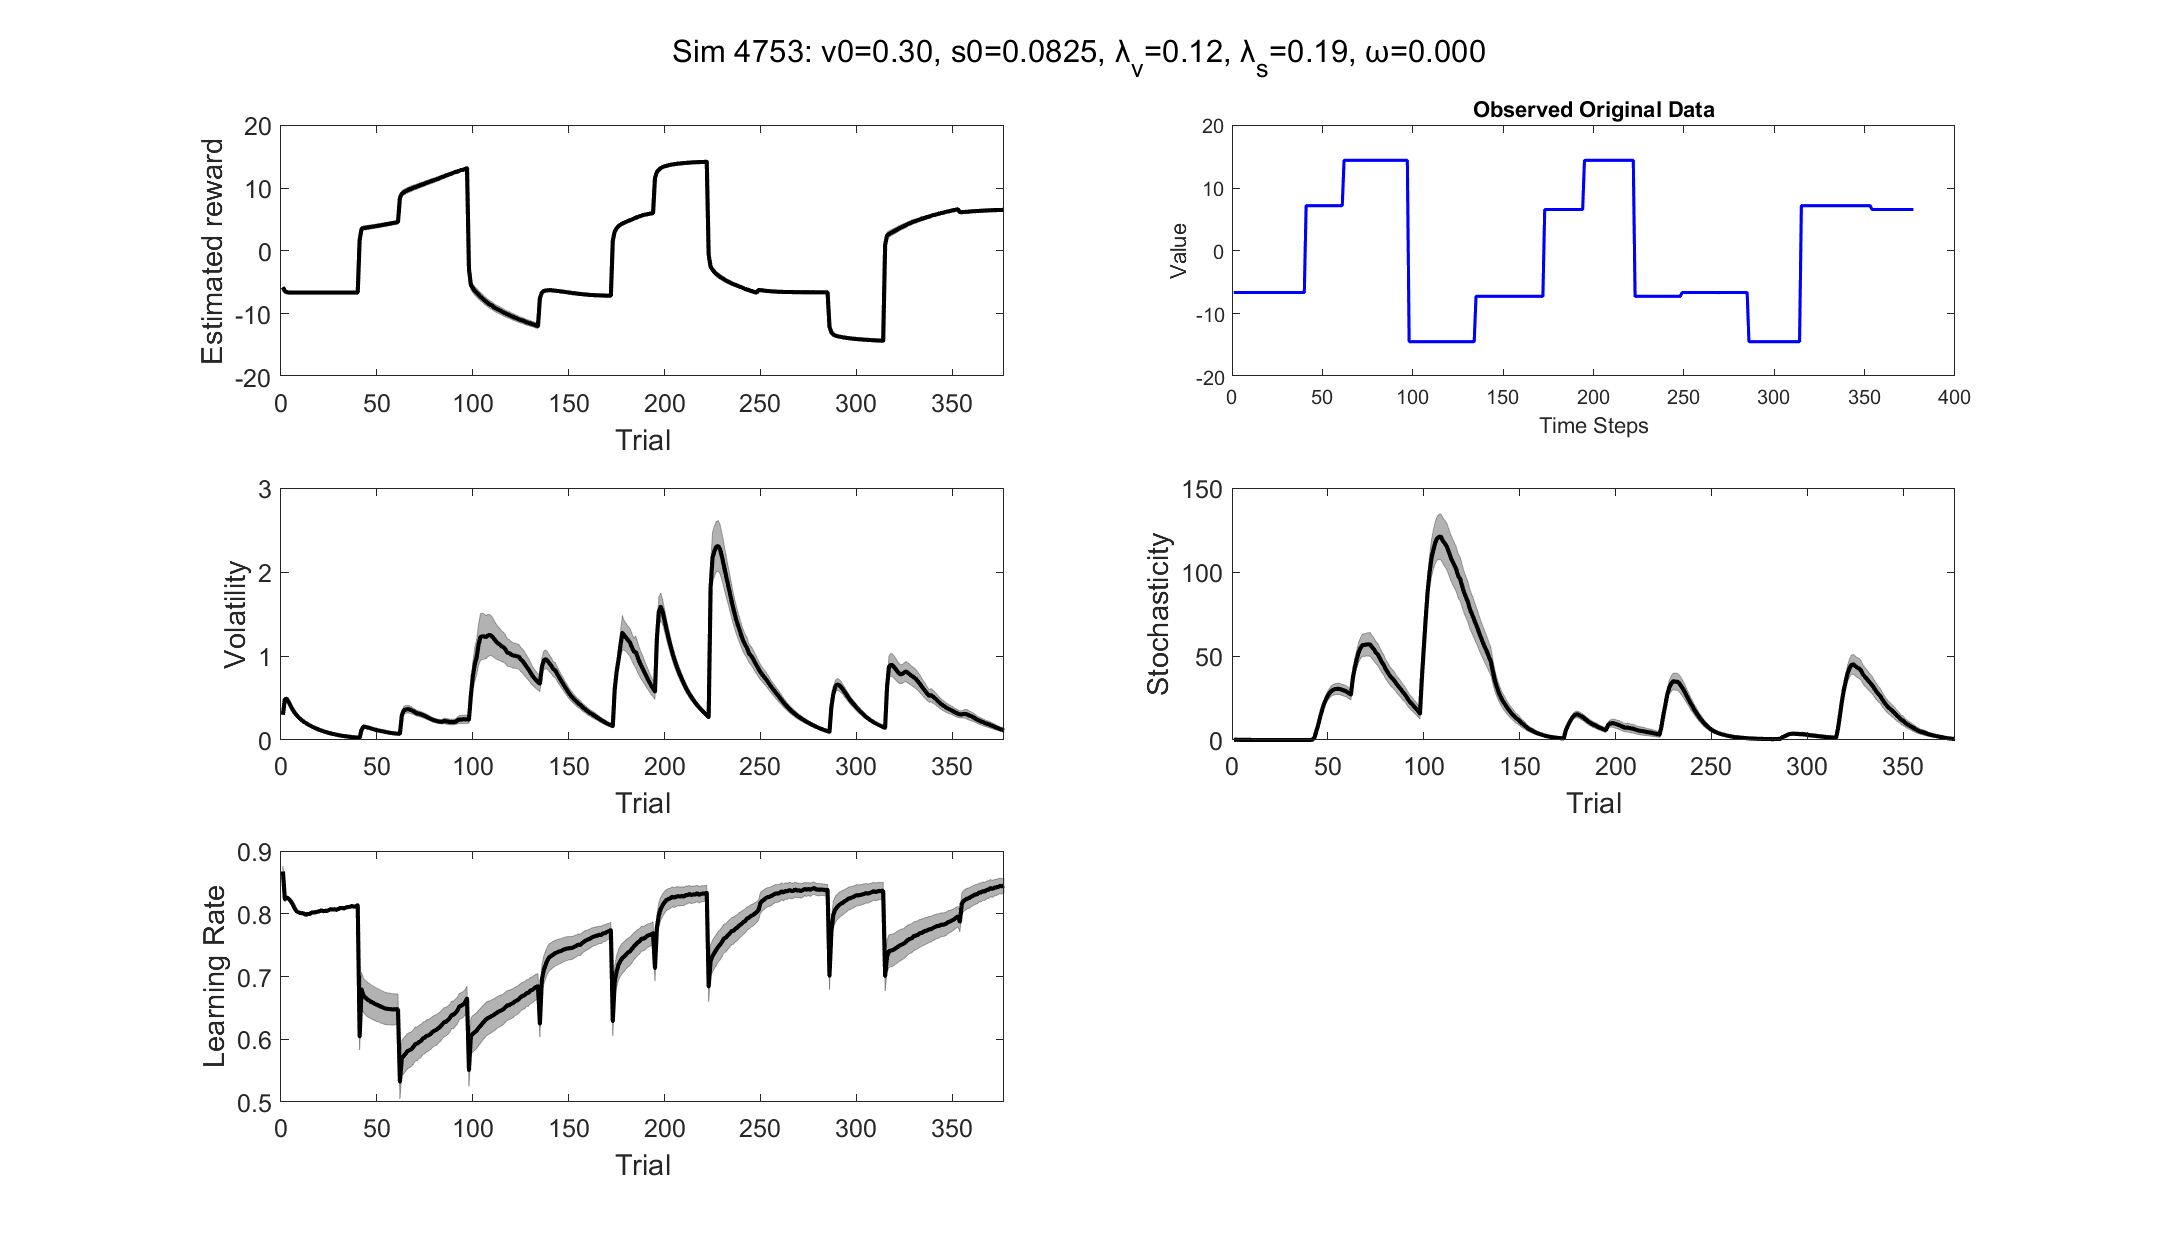 Sim 4753: v0=0.30, s0=0.0825, λv=0.12, λs=0.19, ω=0.000
Estimated reward
20
10
0
-10
-20
0 50 100 150 200 250 300 350
Trial
Observed Original Data
Value
20
10
0
-10
-20
0 50 100 150 200 250 300 350 400
Time Steps
Volatility
3
2
1
0
0 50 100 150 200 250 300 350
Trial
Stochasticity
150
100
50
0
0 50 100 150 200 250 300 350
Trial
Learning Rate
0.9
0.8
0.7
0.6
0.5
0 50 100 150 200 250 300 350
Trial